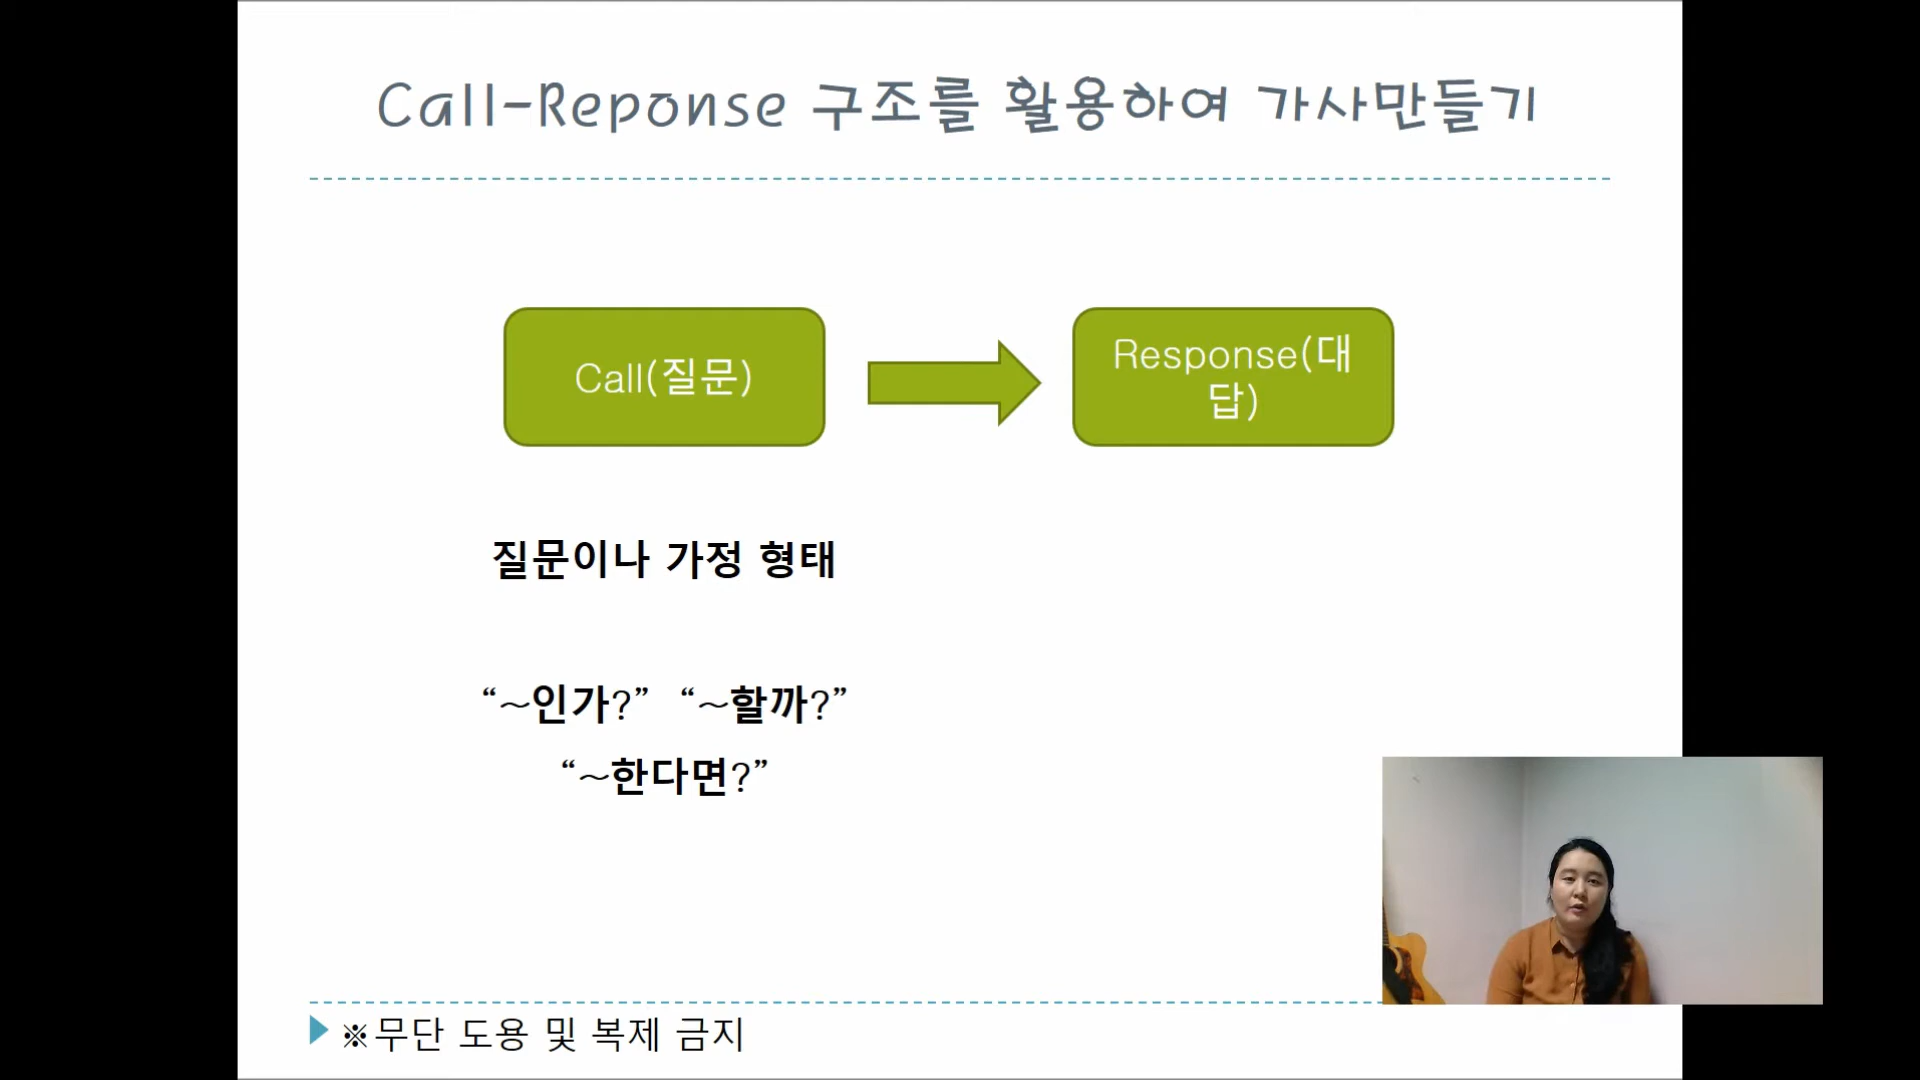 Call-Reponse 구조를 활용하여 가사만들기
Call(질문)
Response(대
답)
질문이나 가정 형태
“~인가?” “~할까?”
“~한다면?”
※무단 도용 및 복제 금지